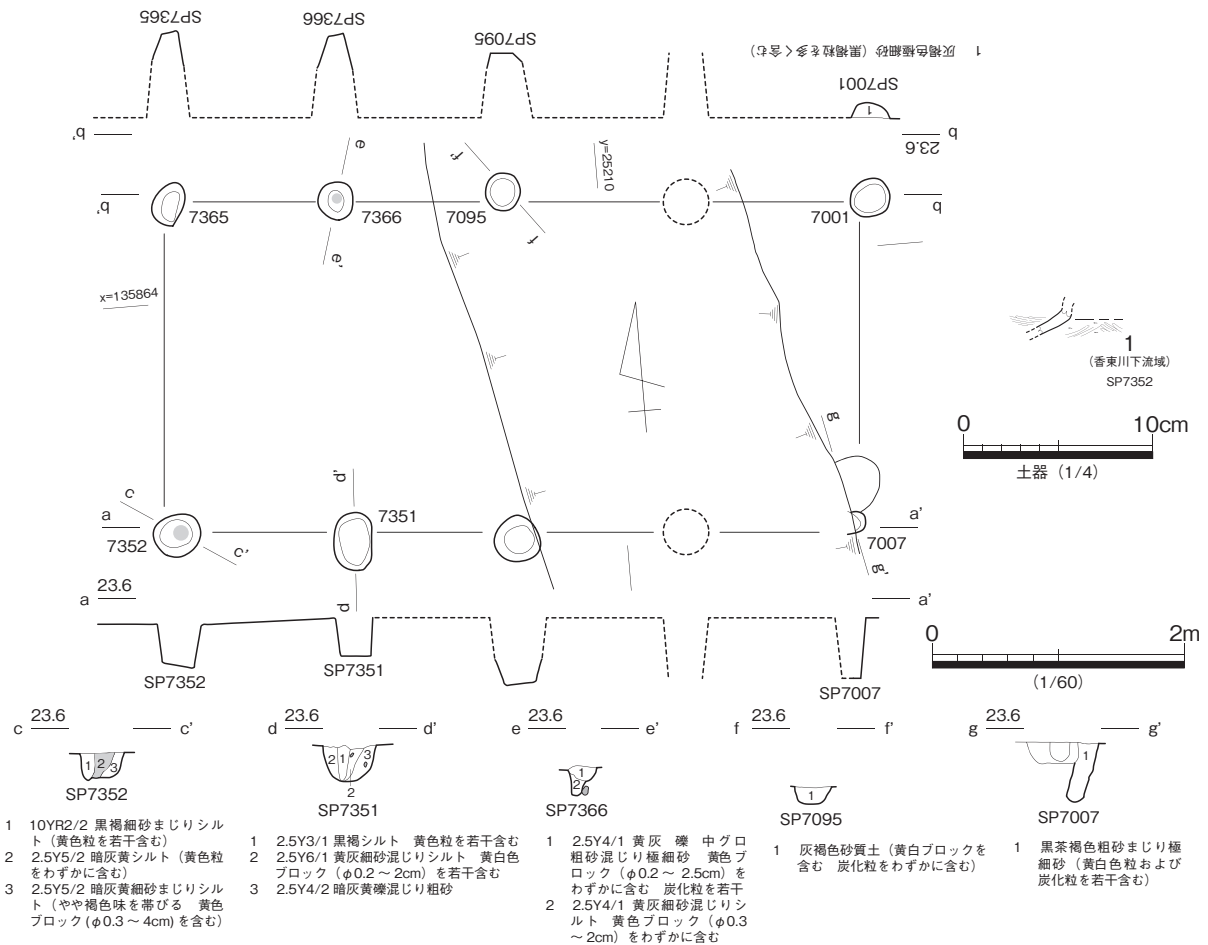 SP7365
SP7366
SP7095
1 灰褐色極細砂（黒褐粒を多く含む）
SP7001
1
b'
b
23.6
e
f'
y=25210
b'
7365
7366
7095
7001
b
e'
f
x=135864
1
（香東川下流域）
SP7352
0 10cm
土器（1/4）
g
d'
c
a
7351
a'
7352
c'
7007
g'
23.6
a
d
a'
SP7352
SP7351
SP7007
0 2m
（1/60）
c 23.6 c'
d 23.6 d'
e 23.6 e'
f 23.6 f'
g 23.6 g'
1 2 3
SP7352
2 1 3
2
SP7351
1
2
SP7366
1
SP7095
1
SP7007
1 10YR2/2 黒褐細砂まじりシル
ト（黄色粒を若干含む）
2 2.5Y5/2 暗灰黄シルト（黄色粒
をわずかに含む）
3 2.5Y5/2 暗灰黄細砂まじりシル
ト（やや褐色味を帯びる 黄色
ブロック(φ0.3 ～ 4cm) を含む）
1 2.5Y3/1 黒褐シルト 黄色粒を若干含む
2 2.5Y6/1 黄灰細砂混じりシルト 黄白色
ブロック（φ0.2 ～ 2cm）を若干含む
3 2.5Y4/2 暗灰黄礫混じり粗砂
1 2.5Y4/1 黄灰 礫 中グロ
粗砂混じり極細砂 黄色ブ
ロック（φ0.2 ～ 2.5cm）を
わずかに含む 炭化粒を若干
2 2.5Y4/1 黄灰細砂混じりシ
ルト 黄色ブロック（φ0.3
～ 2cm）をわずかに含む
1 灰褐色砂質土（黄白ブロックを
含む 炭化粒をわずかに含む）
1 黒茶褐色粗砂まじり極
細砂（黄白色粒および
炭化粒を若干含む）